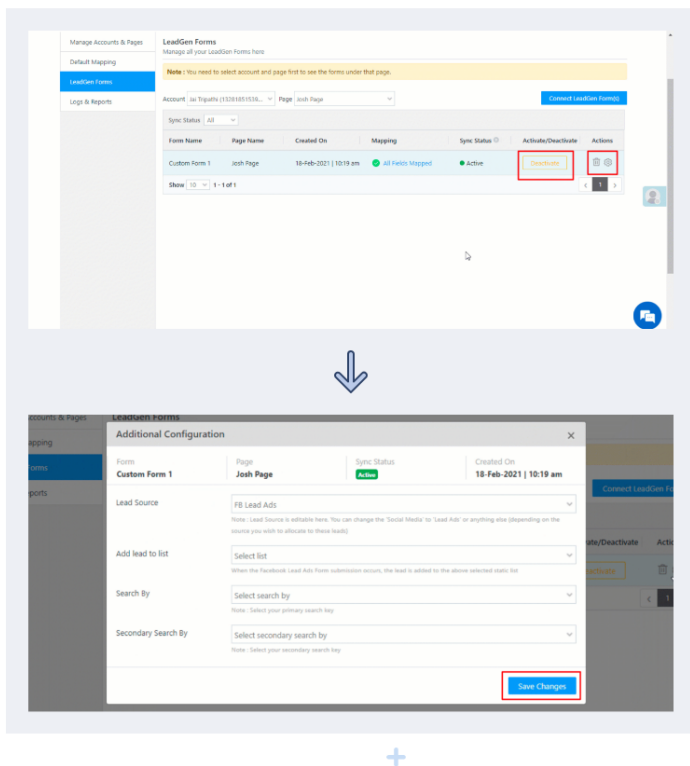 Manage Accounts & Pages
Default Mapping
LeadGen Forms
Logs & Reports
LeadGen Forms
Manage all your LeadGen Forms here
Note : You need to select account and page first to see the forms under that page.
Account Jai Tripathi Page Josh Page
Connect LeadGen Form(s)
Sync Status All
Form Name Page Name Created On Mapping Sync Status Activate/Deactivate Actions
Custom Form 1 Josh Page 18-Feb-2021 | 10:19 am All Fields Mapped Active Deactivate
Show 10 1 - 1 of 1
1
Accounts & Pages
LeadGen Forms
apping
Forms
eports
Additional Configuration
Form Page Sync Status Created On
Custom Form 1 Josh Page Active 18-Feb-2021 | 10:19 am
Connect LeadGen Fo
Lead Source FB Lead Ads
Note : Lead Source is editable here. You can change the 'Social Media' to 'Lead Ads' or anything else (depending on the
source you wish to allocate to these leads)
ate/Deactivate Actio
Add lead to list Select list
When the Facebook Lead Ads Form submission occurs, the lead is added to the above selected static list
eactivate
Search By Select search by
Note : Select your primary search key
1
Secondary Search By Select secondary search by
Note : Select your secondary search key
Save Changes